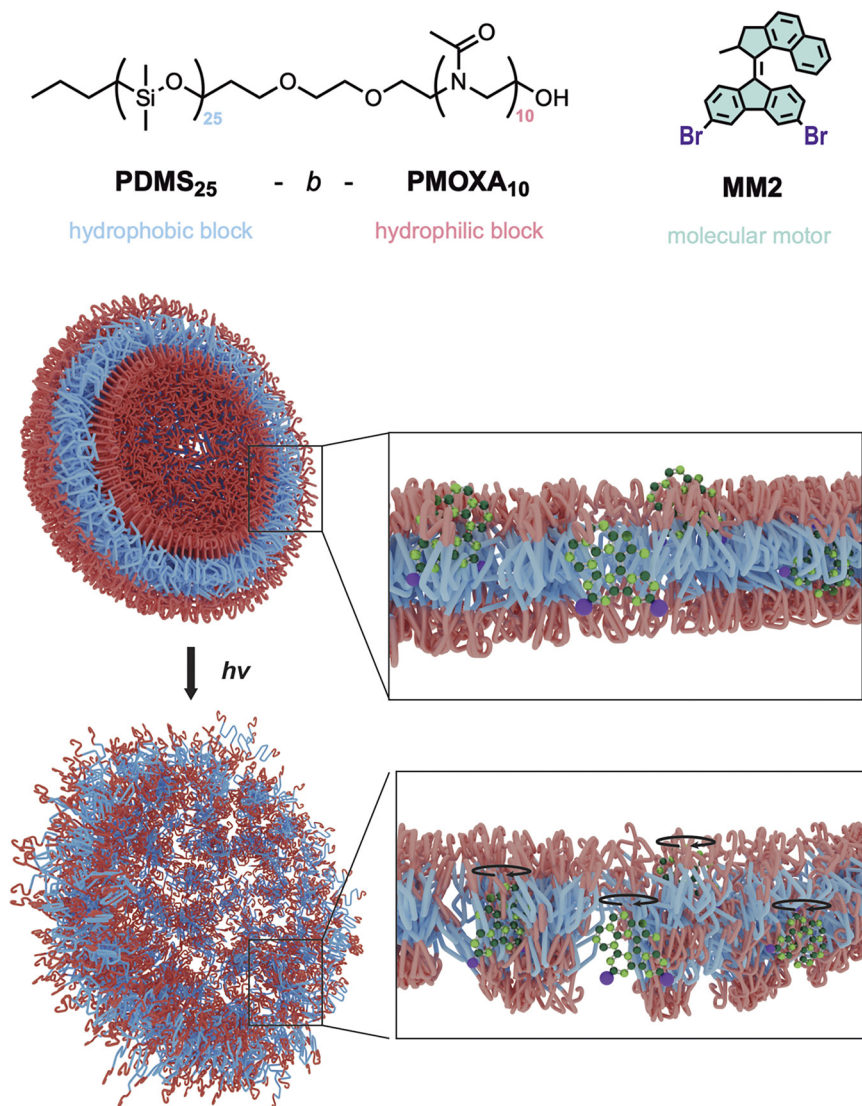 Si
O
25
O
O
O
N
10
OH
Br
Br
PDMS25 - b - PMOXA10
MM2
hydrophobic block
hydrophilic block
molecular motor
hv